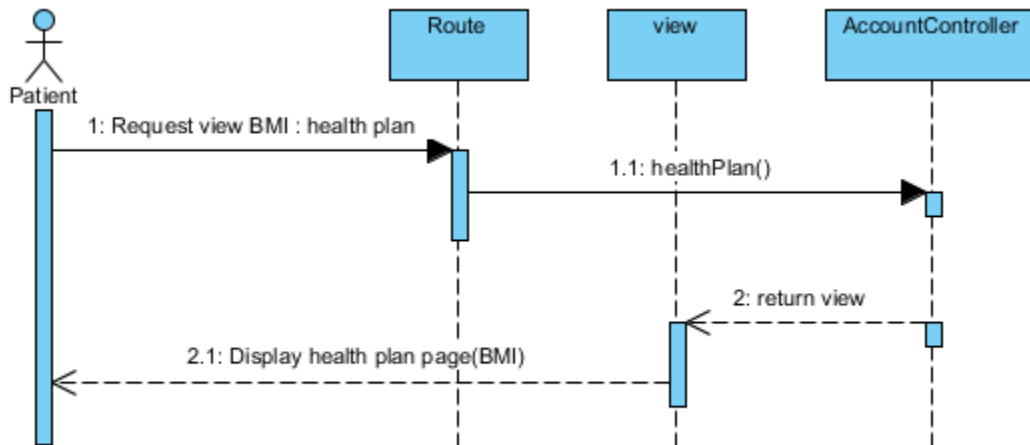 Route
view
AccountController
Patient
1: Request view BMI : health plan
1.1: healthPlan()
2: return view
2.1: Display health plan page(BMI)